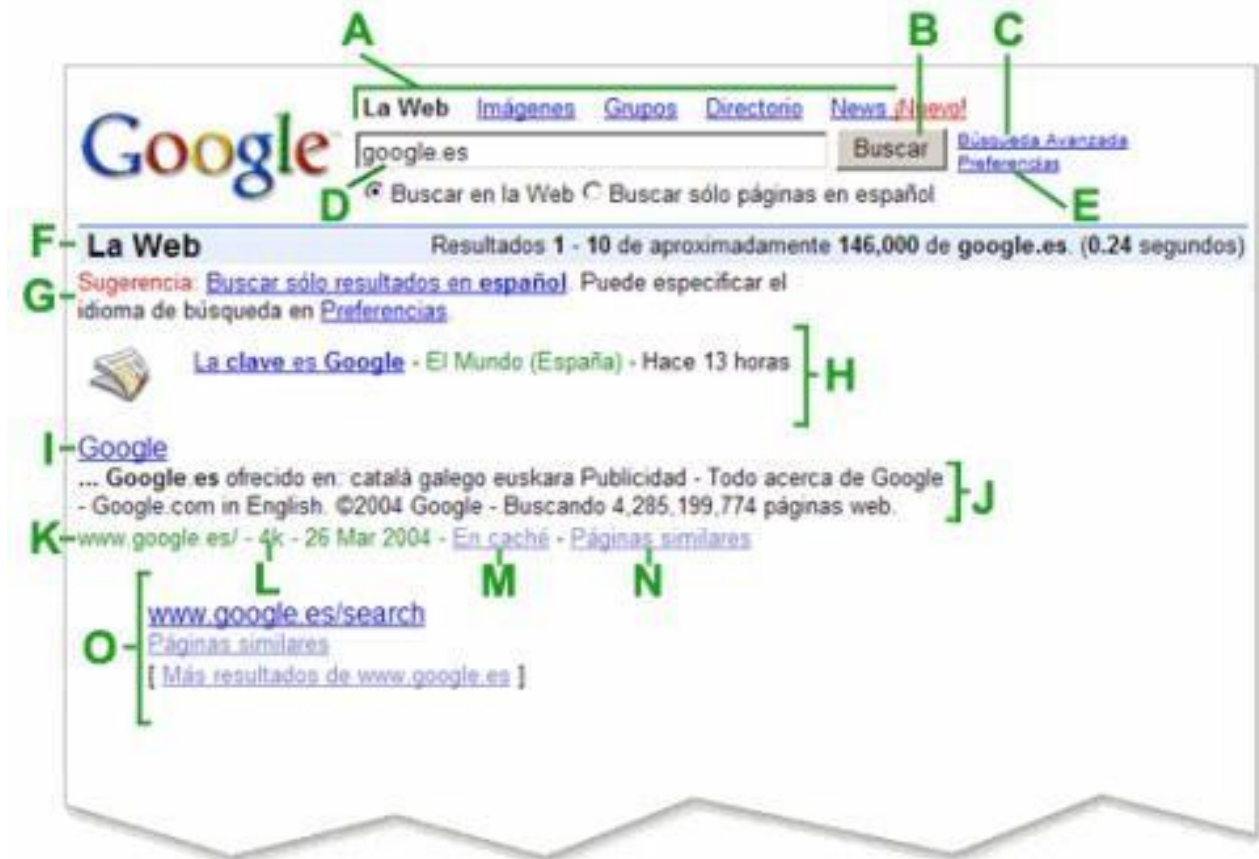 A B C
La Web Imágenes Grupos Directorio News ¡Nuevo!
Google google.es Buscar Búsqueda Avanzada
Preferencias
D Buscar en la Web Buscar sólo páginas en español E
F La Web Resultados 1 - 10 de aproximadamente 146,000 de google.es. (0.24 segundos)
Sugerencia: Buscar sólo resultados en español. Puede especificar el
G idioma de búsqueda en Preferencias.
La clave es Google - El Mundo (España) - Hace 13 horas H
I Google
... Google.es ofrecido en: català galego euskara Publicidad - Todo acerca de Google
- Google.com in English. ©2004 Google - Buscando 4,285,199,774 páginas web. J
K www.google.es/ - 4k - 26 Mar 2004 - En caché - Páginas similares
L M N
www.google.es/search
O Páginas similares
[ Más resultados de www.google.es ]